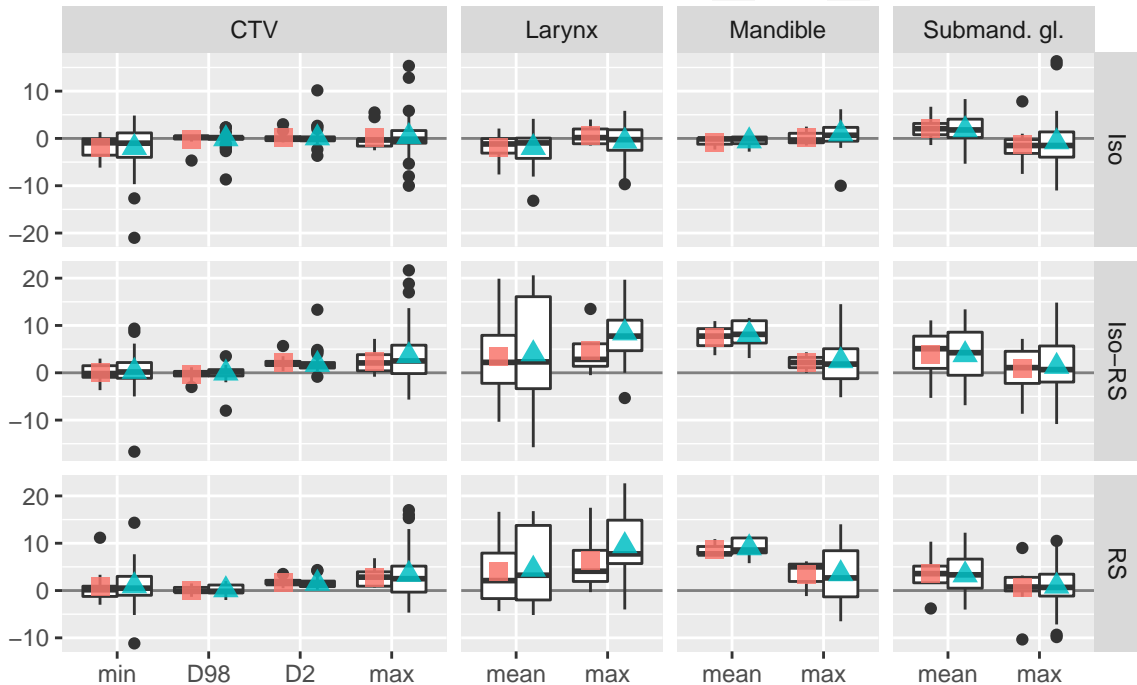 CTV Larynx Mandible Submand. gl.
10
0
−10
−20
Iso
20
10
0
−10
Iso−RS
20
10
0
−10
RS
min D98 D2 max mean max mean max mean max